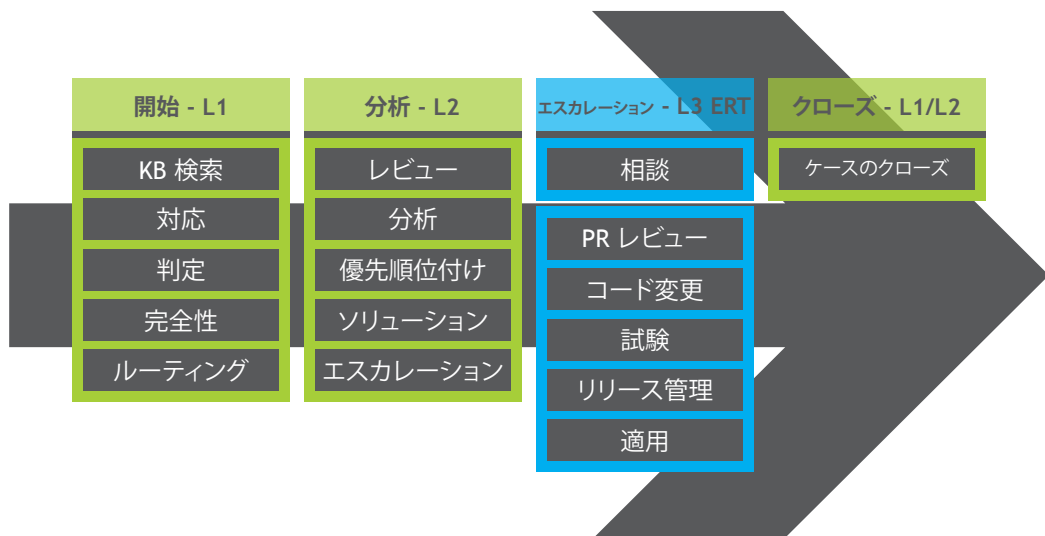 開始 - L1
KB 検索
対応
判定
完全性
ルーティング
分析 - L2
レビュー
分析
優先順位付け
ソリューション
エスカレーション
エスカレーション - L3 ERT
相談
PR レビュー
コード変更
試験
リリース管理
適用
クローズ - L1/L2
ケースのクローズ